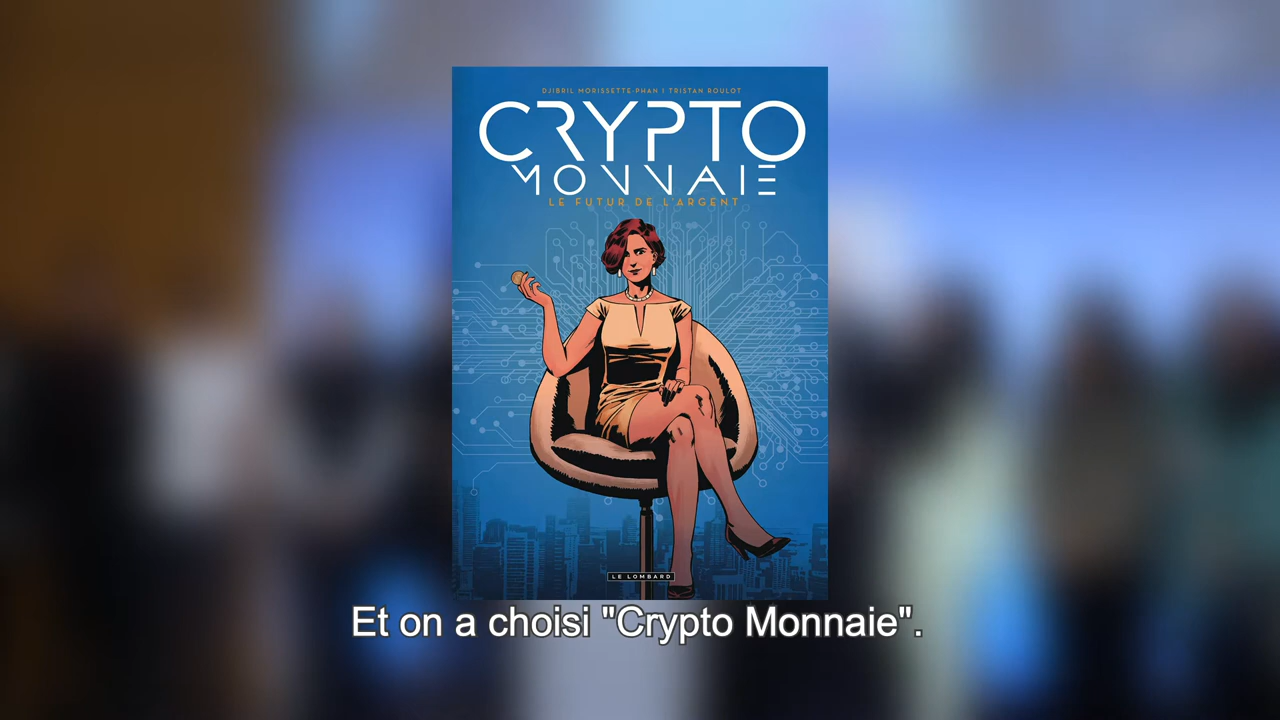 DJIBRIL MORISSETTE-PHAN | TRISTAN ROULOT
CRYPTO
MONNAIE
LE FUTUR DE L'ARGENT
LE LOMBARD
Et on a choisi "Crypto Monnaie".